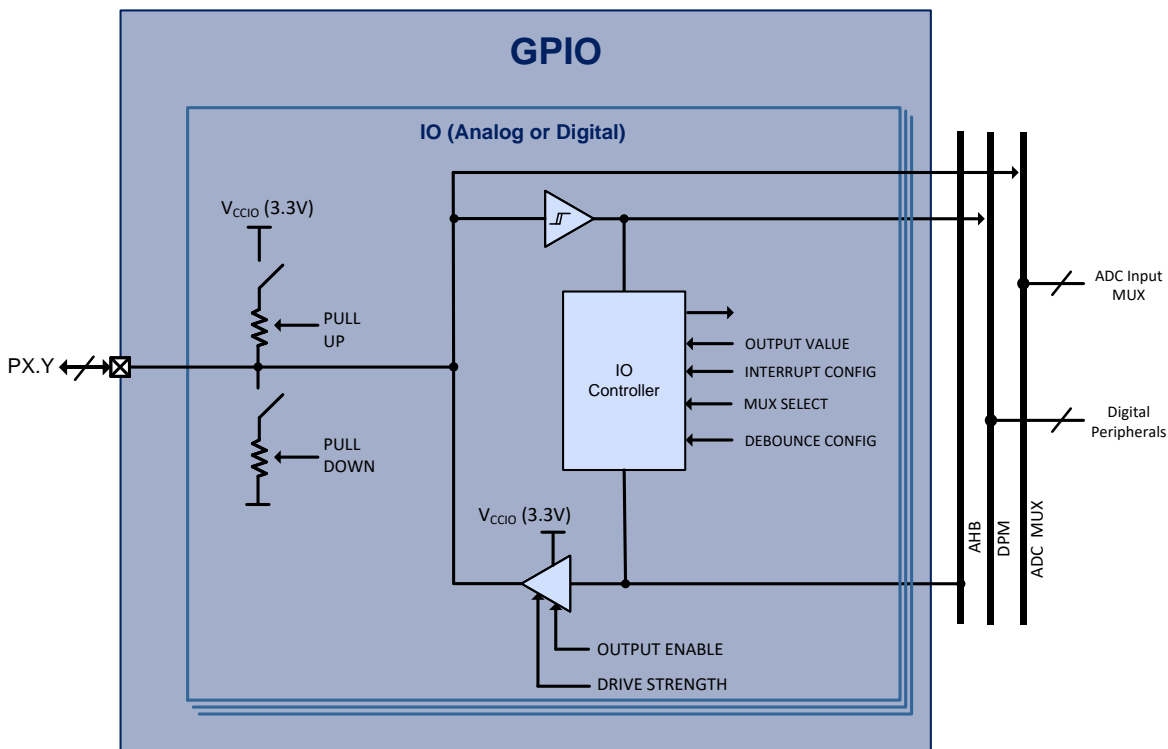 GPIO
IO (Analog or Digital)
VCCIO (3.3V)
PULL
UP
PX.Y
PULL
DOWN
IO
Controller
OUTPUT VALUE
INTERRUPT CONFIG
MUX SELECT
DEBOUNCE CONFIG
VCCIO (3.3V)
OUTPUT ENABLE
DRIVE STRENGTH
AHB
DPM
ADC MUX
ADC Input
MUX
Digital
Peripherals